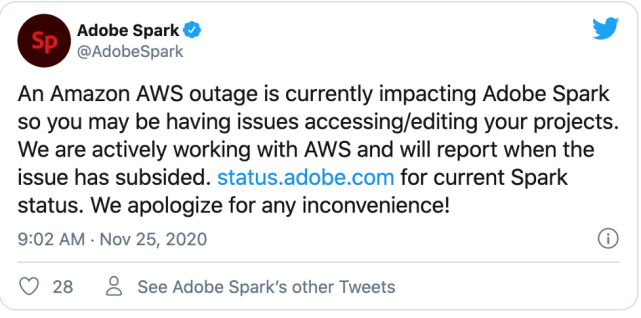 Sp
Adobe Spark
@AdobeSpark
An Amazon AWS outage is currently impacting Adobe Spark
so you may be having issues accessing/editing your projects.
We are actively working with AWS and will report when the
issue has subsided. status.adobe.com for current Spark
status. We apologize for any inconvenience!
9:02 AM · Nov 25, 2020
28 See Adobe Spark's other Tweets